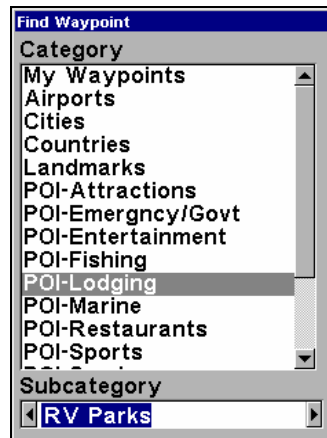 Find Waypoint
Category
My Waypoints
Airports
Cities
Countries
Landmarks
POI-Attractions
POI-Emergncy/Govt
POI-Entertainment
POI-Fishing
POI-Lodging
POI-Marine
POI-Restaurants
POI-Sports
Subcategory
RV Parks